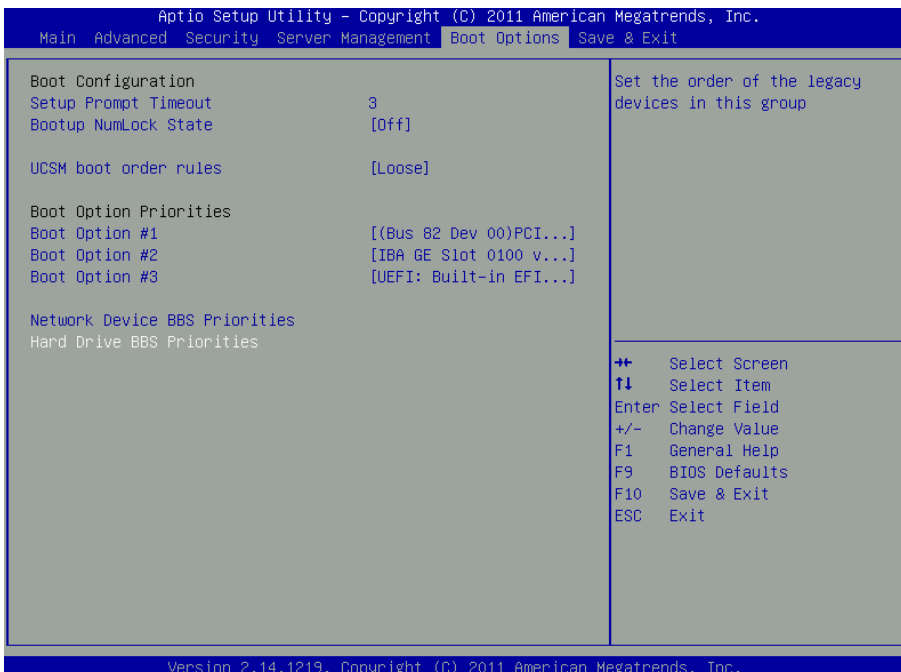 Aptio Setup Utility – Copyright (C) 2011 American Megatrends, Inc.
Main Advanced Security Server Management Boot Options Save & Exit
Boot Configuration
Setup Prompt Timeout 3
Bootup NumLock State [Off]
UCSM boot order rules [Loose]
Boot Option Priorities
Boot Option #1 [(Bus 82 Dev 00)PCI...]
Boot Option #2 [IBA GE Slot 0100 v...]
Boot Option #3 [UEFI: Built-in EFI...]
Network Device BBS Priorities
Hard Drive BBS Priorities
Set the order of the legacy
devices in this group
→← Select Screen
↑↓ Select Item
Enter Select Field
+/- Change Value
F1 General Help
F9 BIOS Defaults
F10 Save & Exit
ESC Exit
Version 2.14.1219. Copyright (C) 2011 American Megatrends, Inc.